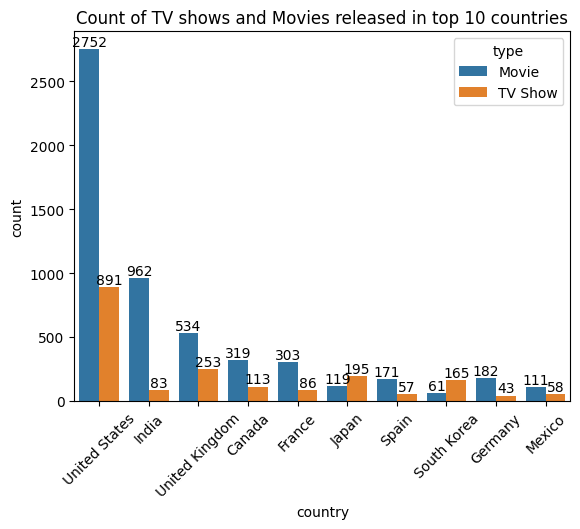 Count of TV shows and Movies released in top 10 countries
type
Movie
TV Show
count
2500
2000
1500
1000
500
0
2752
891
962
83
534
253
319
113
303
86
119
195
171
57
61
165
182
43
111
58
United States
India
United Kingdom
Canada
France
Japan
Spain
South Korea
Germany
Mexico
country